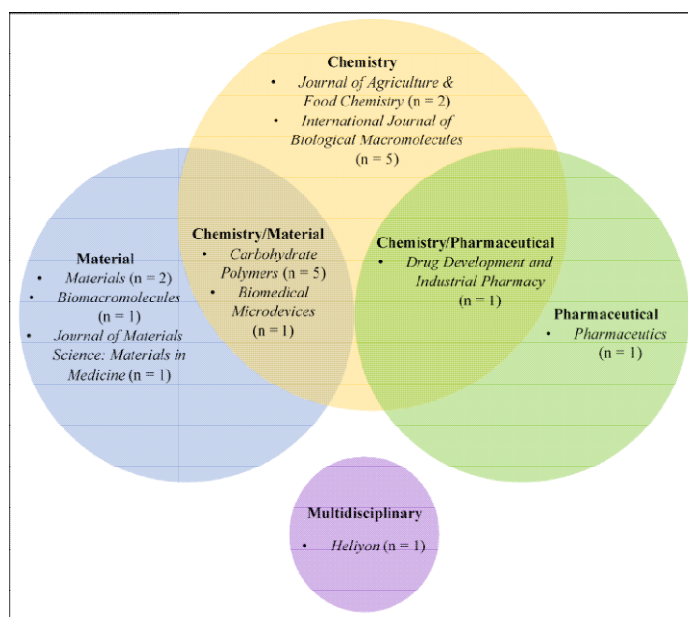 Chemistry
• Journal of Agriculture &
Food Chemistry (n = 2)
• International Journal of
Biological Macromolecules
(n = 5)
Chemistry/Material
• Carbohydrate
Polymers (n = 5)
• Biomedical
Microdevices
(n = 1)
Chemistry/Pharmaceutical
• Drug Development and
Industrial Pharmacy
(n = 1)
Material
• Materials (n = 2)
• Biomacromolecules
(n = 1)
• Journal of Materials
Science: Materials in
Medicine (n = 1)
Pharmaceutical
• Pharmaceutics
(n = 1)
Multidisciplinary
• Heliyon (n = 1)